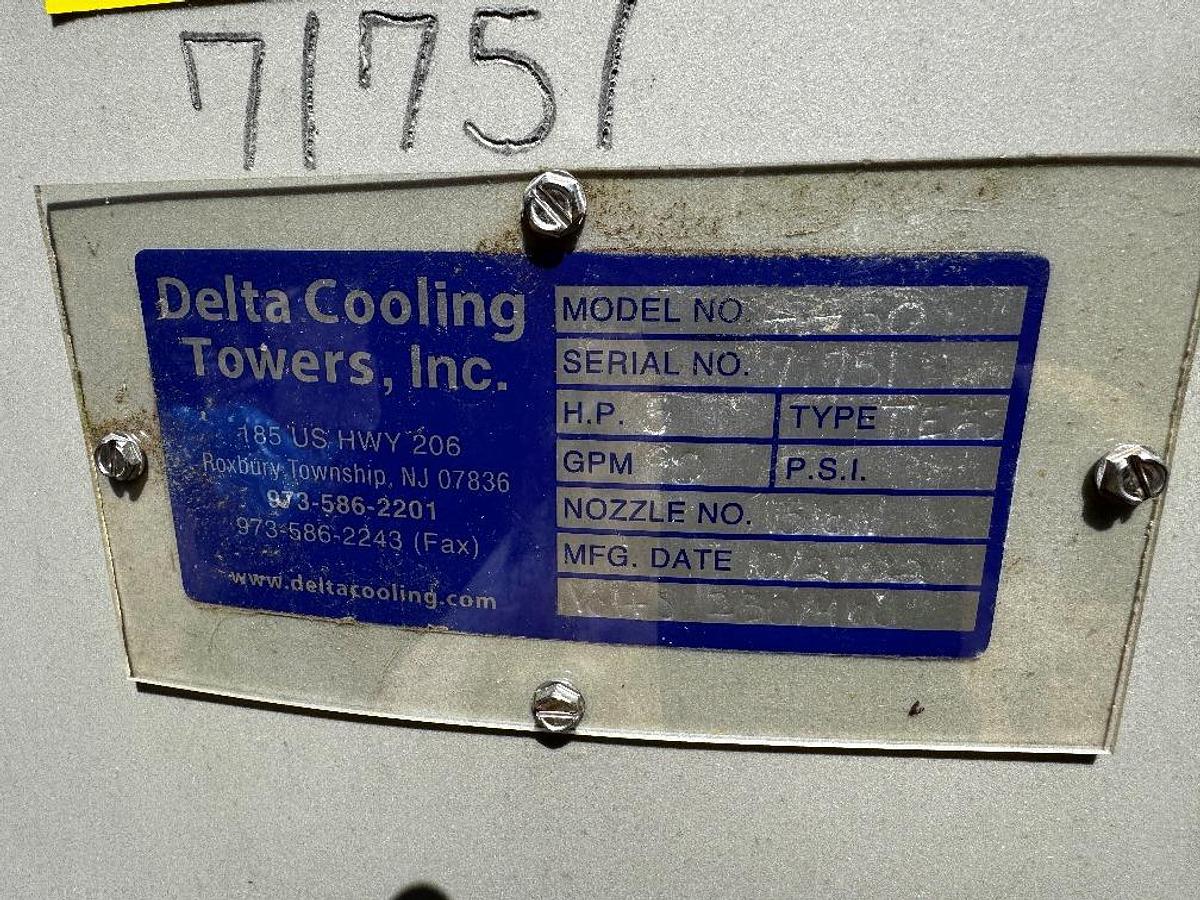 71751
Delta Cooling
Towers, Inc.
185 US HWY 206
Roxbury Township, NJ 07836
973-586-2201
973-586-2243 (Fax)
www.deltacooling.com
MODEL NO.
SERIAL NO.
H.P.
TYPE
GPM
P.S.I.
NOZZLE NO.
MFG. DATE